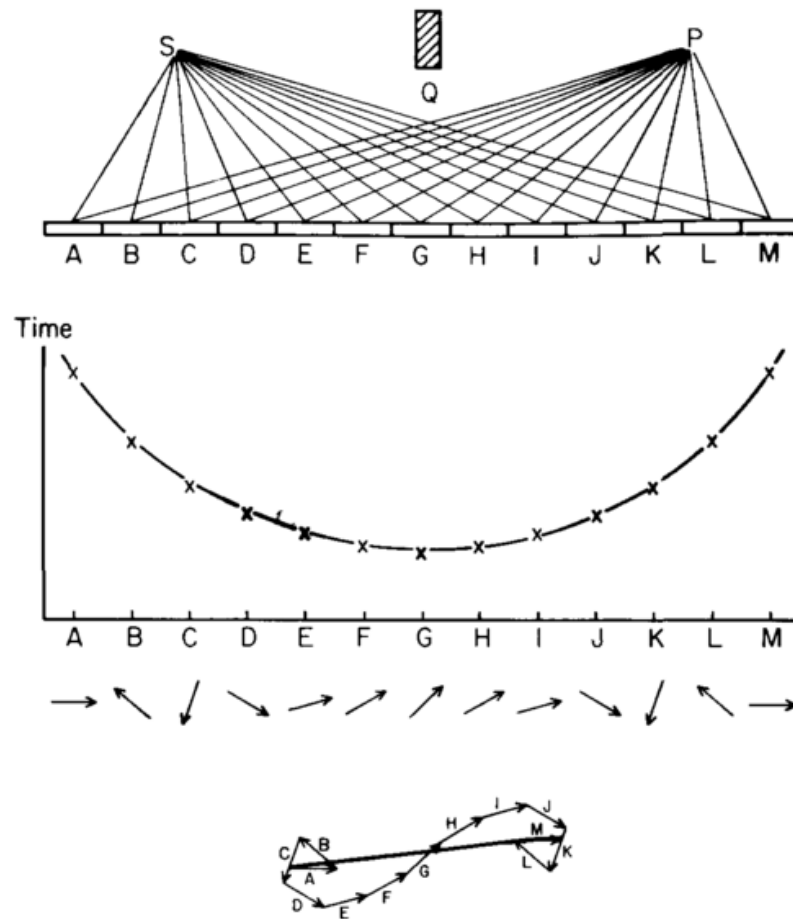 S P
Q
A B C D E F G H I J K L M
Time
A B C D E F G H I J K L M
H I J
C B M
A G L K
D E F